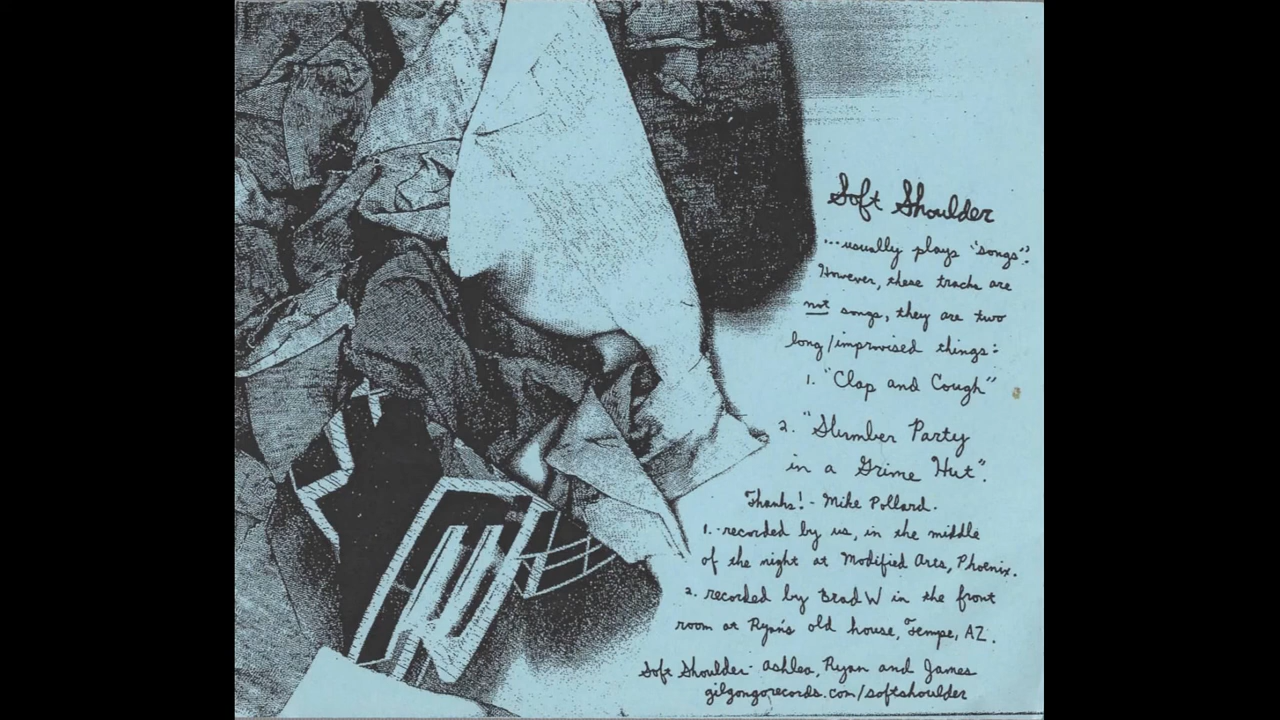 Soft Shoulder
...usually plays "songs".
However, these tracks are
not songs, they are two
long/improvised things:
1. "Clap and Cough"
2. "Slumber Party
in a Grime Hut".
Thanks! - Mike Pollard.
1. - recorded by us, in the middle
of the night at Modified Arts, Phoenix.
2. recorded by Brad W in the front
room at Ryan's old house, Tempe, AZ.
Soft Shoulder - Ashlea, Ryan and James
gilgongorecords.com/softshoulder